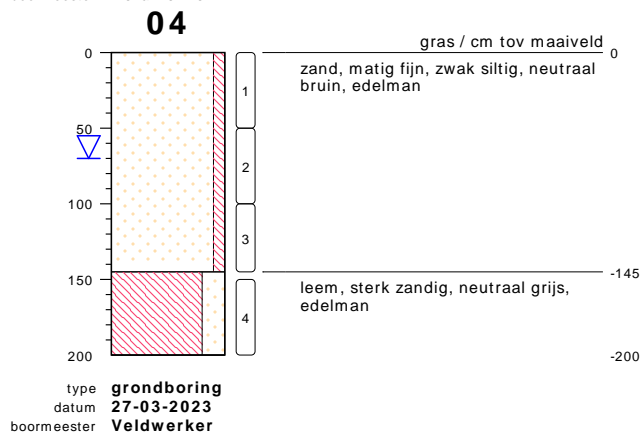 04
gras / cm tov maaiveld
0
0
zand, matig fijn, zwak siltig, neutraal
bruin, edelman
1
50
2
100
3
-145
150
leem, sterk zandig, neutraal grijs,
edelman
4
200
-200
type grondboring
datum 27-03-2023
boormeester Veldwerker